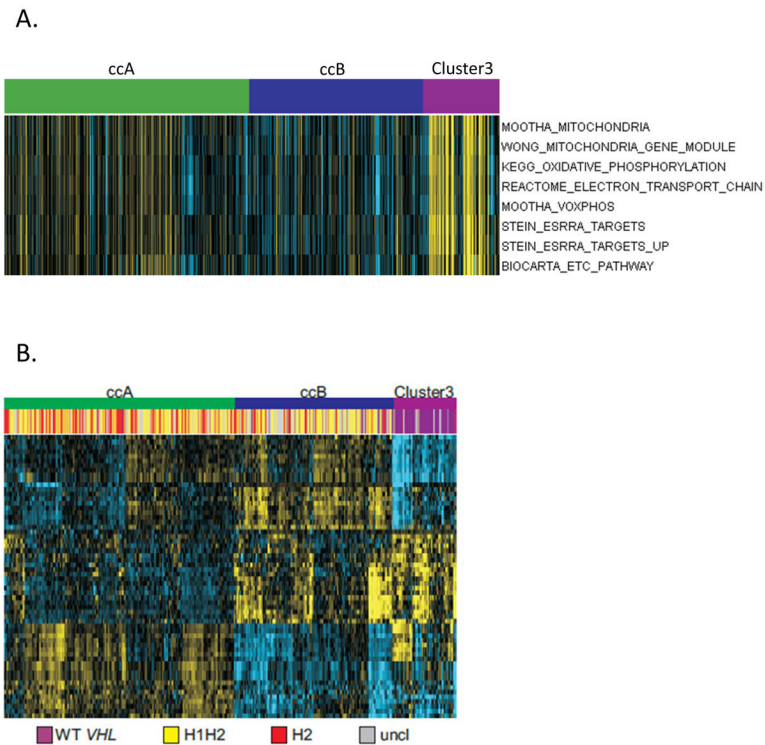 A.
ccA ccB Cluster3
MOOTHA_MITOCHONDRIA
WONG_MITOCHONDRIA_GENE_MODULE
KEGG_OXIDATIVE_PHOSPHORYLATION
REACTOME_ELECTRON_TRANSPORT_CHAIN
MOOTHA_VOXPHOS
STEIN_ESRRA_TARGETS
STEIN_ESRRA_TARGETS_UP
BIOCARTA_ETC_PATHWAY
B.
ccA ccB Cluster3
WT VHL H1H2 H2 uncl